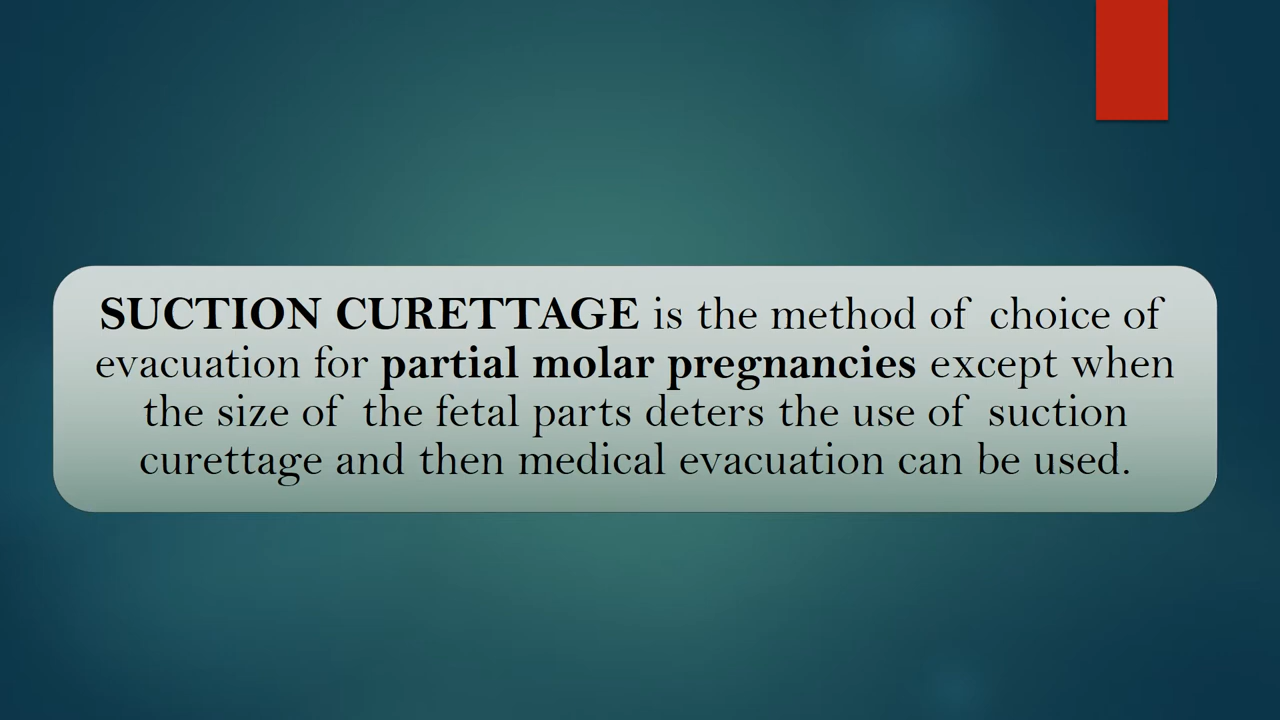 SUCTION CURETTAGE is the method of choice of
evacuation for partial molar pregnancies except when
the size of the fetal parts deters the use of suction
curettage and then medical evacuation can be used.